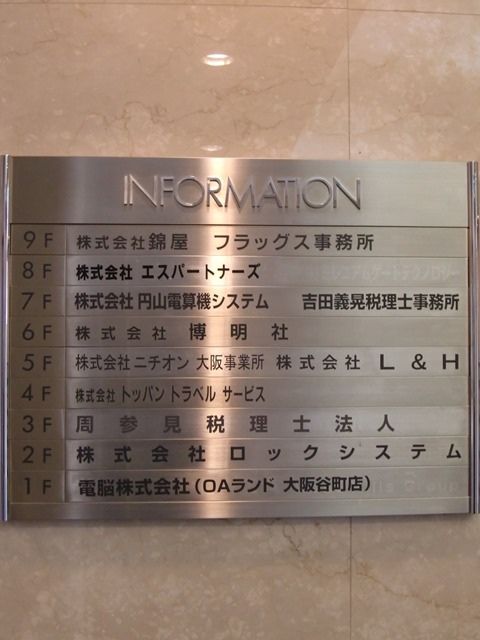 INFORMATION
9F 株式会社 錦屋 フラッグス事務所
8F 株式会社 エスパートナーズ
7F 株式会社 円山電算機システム 吉田義晃税理士事務所
6F 株式会社 博明社
5F 株式会社 ニチオン 大阪事業所 株式会社 L&H
4F 株式会社 トッパントラベルサービス
3F 周参見税理士法人
2F 株式会社ロックシステム
1F 電脳株式会社(OAランド 大阪谷町店)